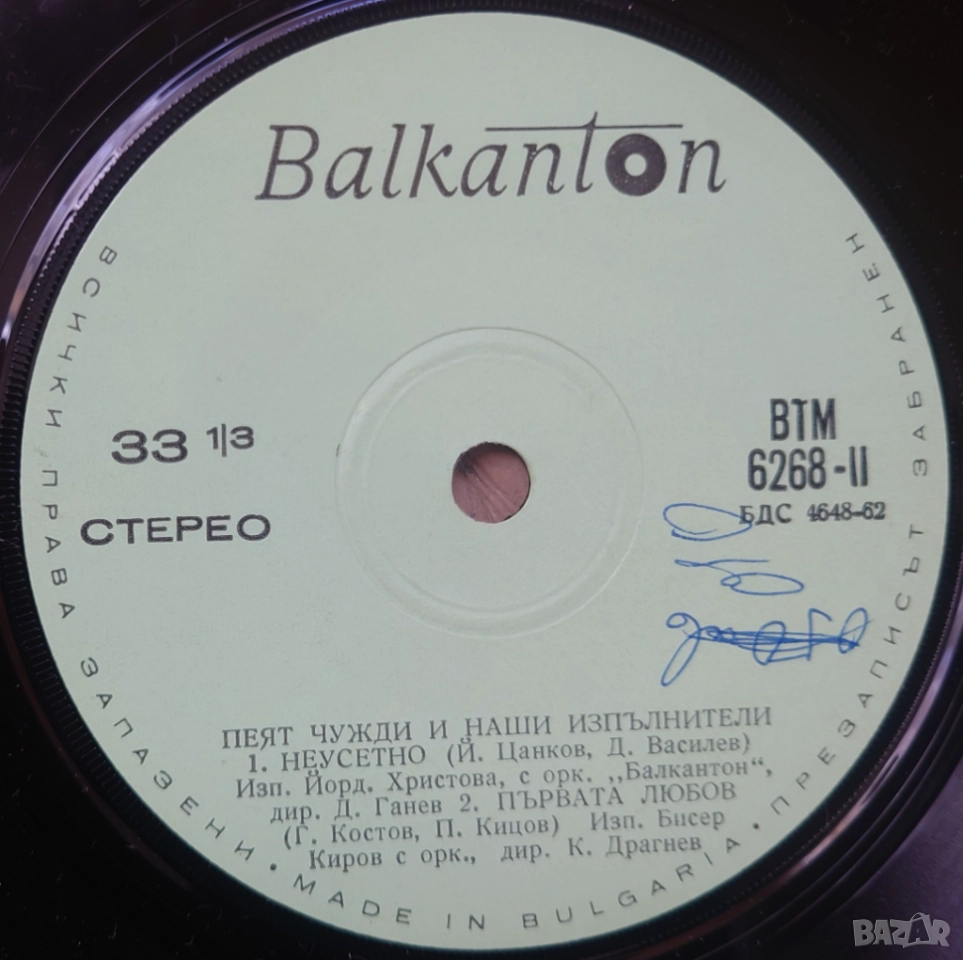 Balkanton
33 1/3
СТЕРЕО
ВТМ
6268-II
БДС 4648-62
ПЕЯТ ЧУЖДИ И НАШИ ИЗПЪЛНИТЕЛИ
1. НЕУСЕТНО (Й. Цанков, Д. Василев)
Изп. Йорд. Христова, с орк. „Балкантон",
дир. Д. Ганев 2. ПЪРВАТА ЛЮБОВ
(Г. Костов, П. Кицов) Изп. Бисер
Киров с орк., дир. К. Драгнев
ВСИЧКИ ПРАВА ЗАПАЗЕНИ • MADE IN BULGARIA • ПРЕЗАПИСЪТ ЗАБРАНЕН
BAZAR